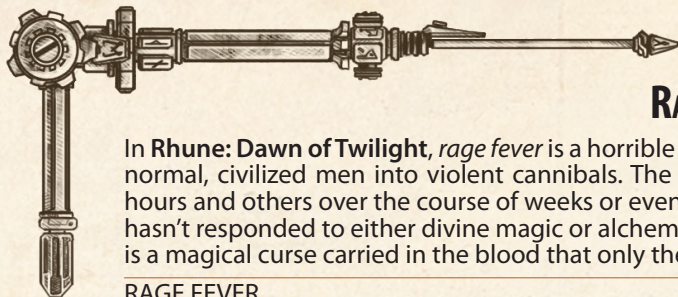 RA
In Rhune: Dawn of Twilight, rage fever is a horrible
normal, civilized men into violent cannibals. The
hours and others over the course of weeks or even
hasn't responded to either divine magic or alchem
is a magical curse carried in the blood that only the
RAGE FEVER